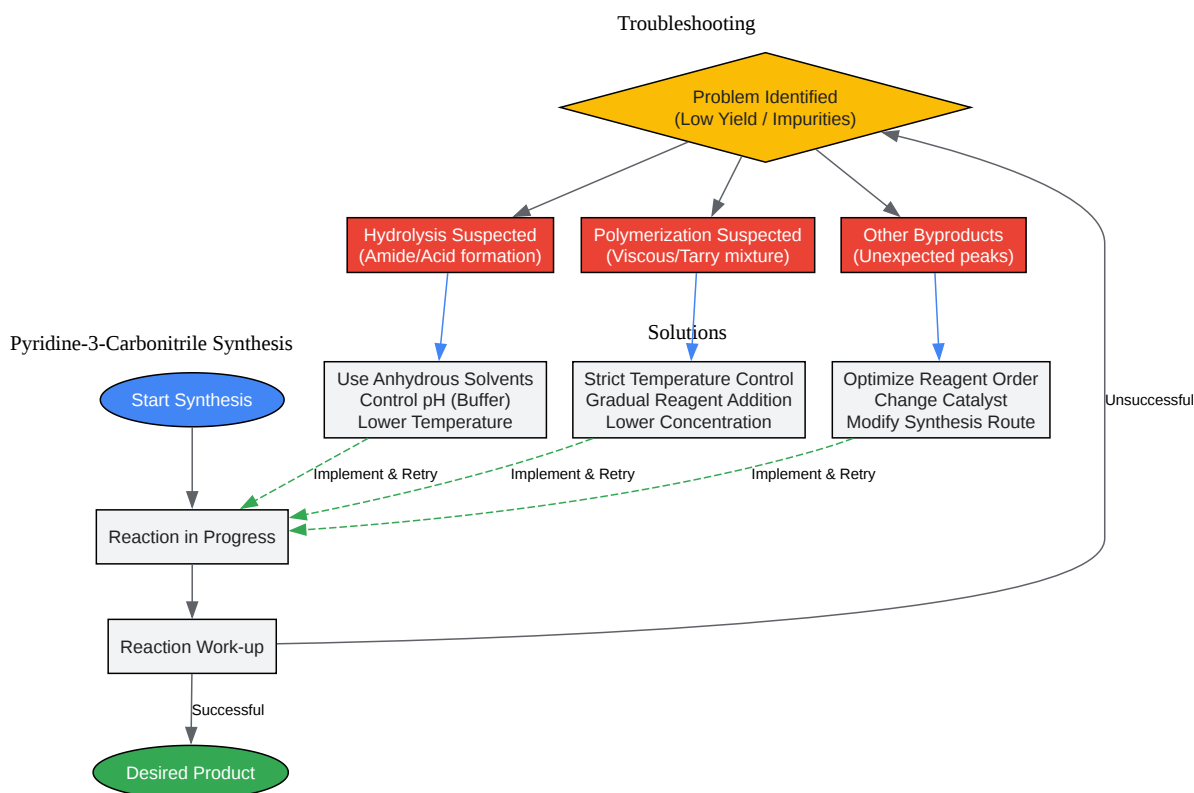 Troubleshooting
Problem Identified
(Low Yield / Impurities)
Hydrolysis Suspected
(Amide/Acid formation)
Polymerization Suspected
(Viscous/Tarry mixture)
Other Byproducts
(Unexpected peaks)
Solutions
Pyridine-3-Carbonitrile Synthesis
Start Synthesis
Use Anhydrous Solvents
Control pH (Buffer)
Lower Temperature
Strict Temperature Control
Gradual Reagent Addition
Lower Concentration
Optimize Reagent Order
Change Catalyst
Modify Synthesis Route
Unsuccessful
Implement & Retry
Implement & Retry
Implement & Retry
Reaction in Progress
Reaction Work-up
Successful
Desired Product